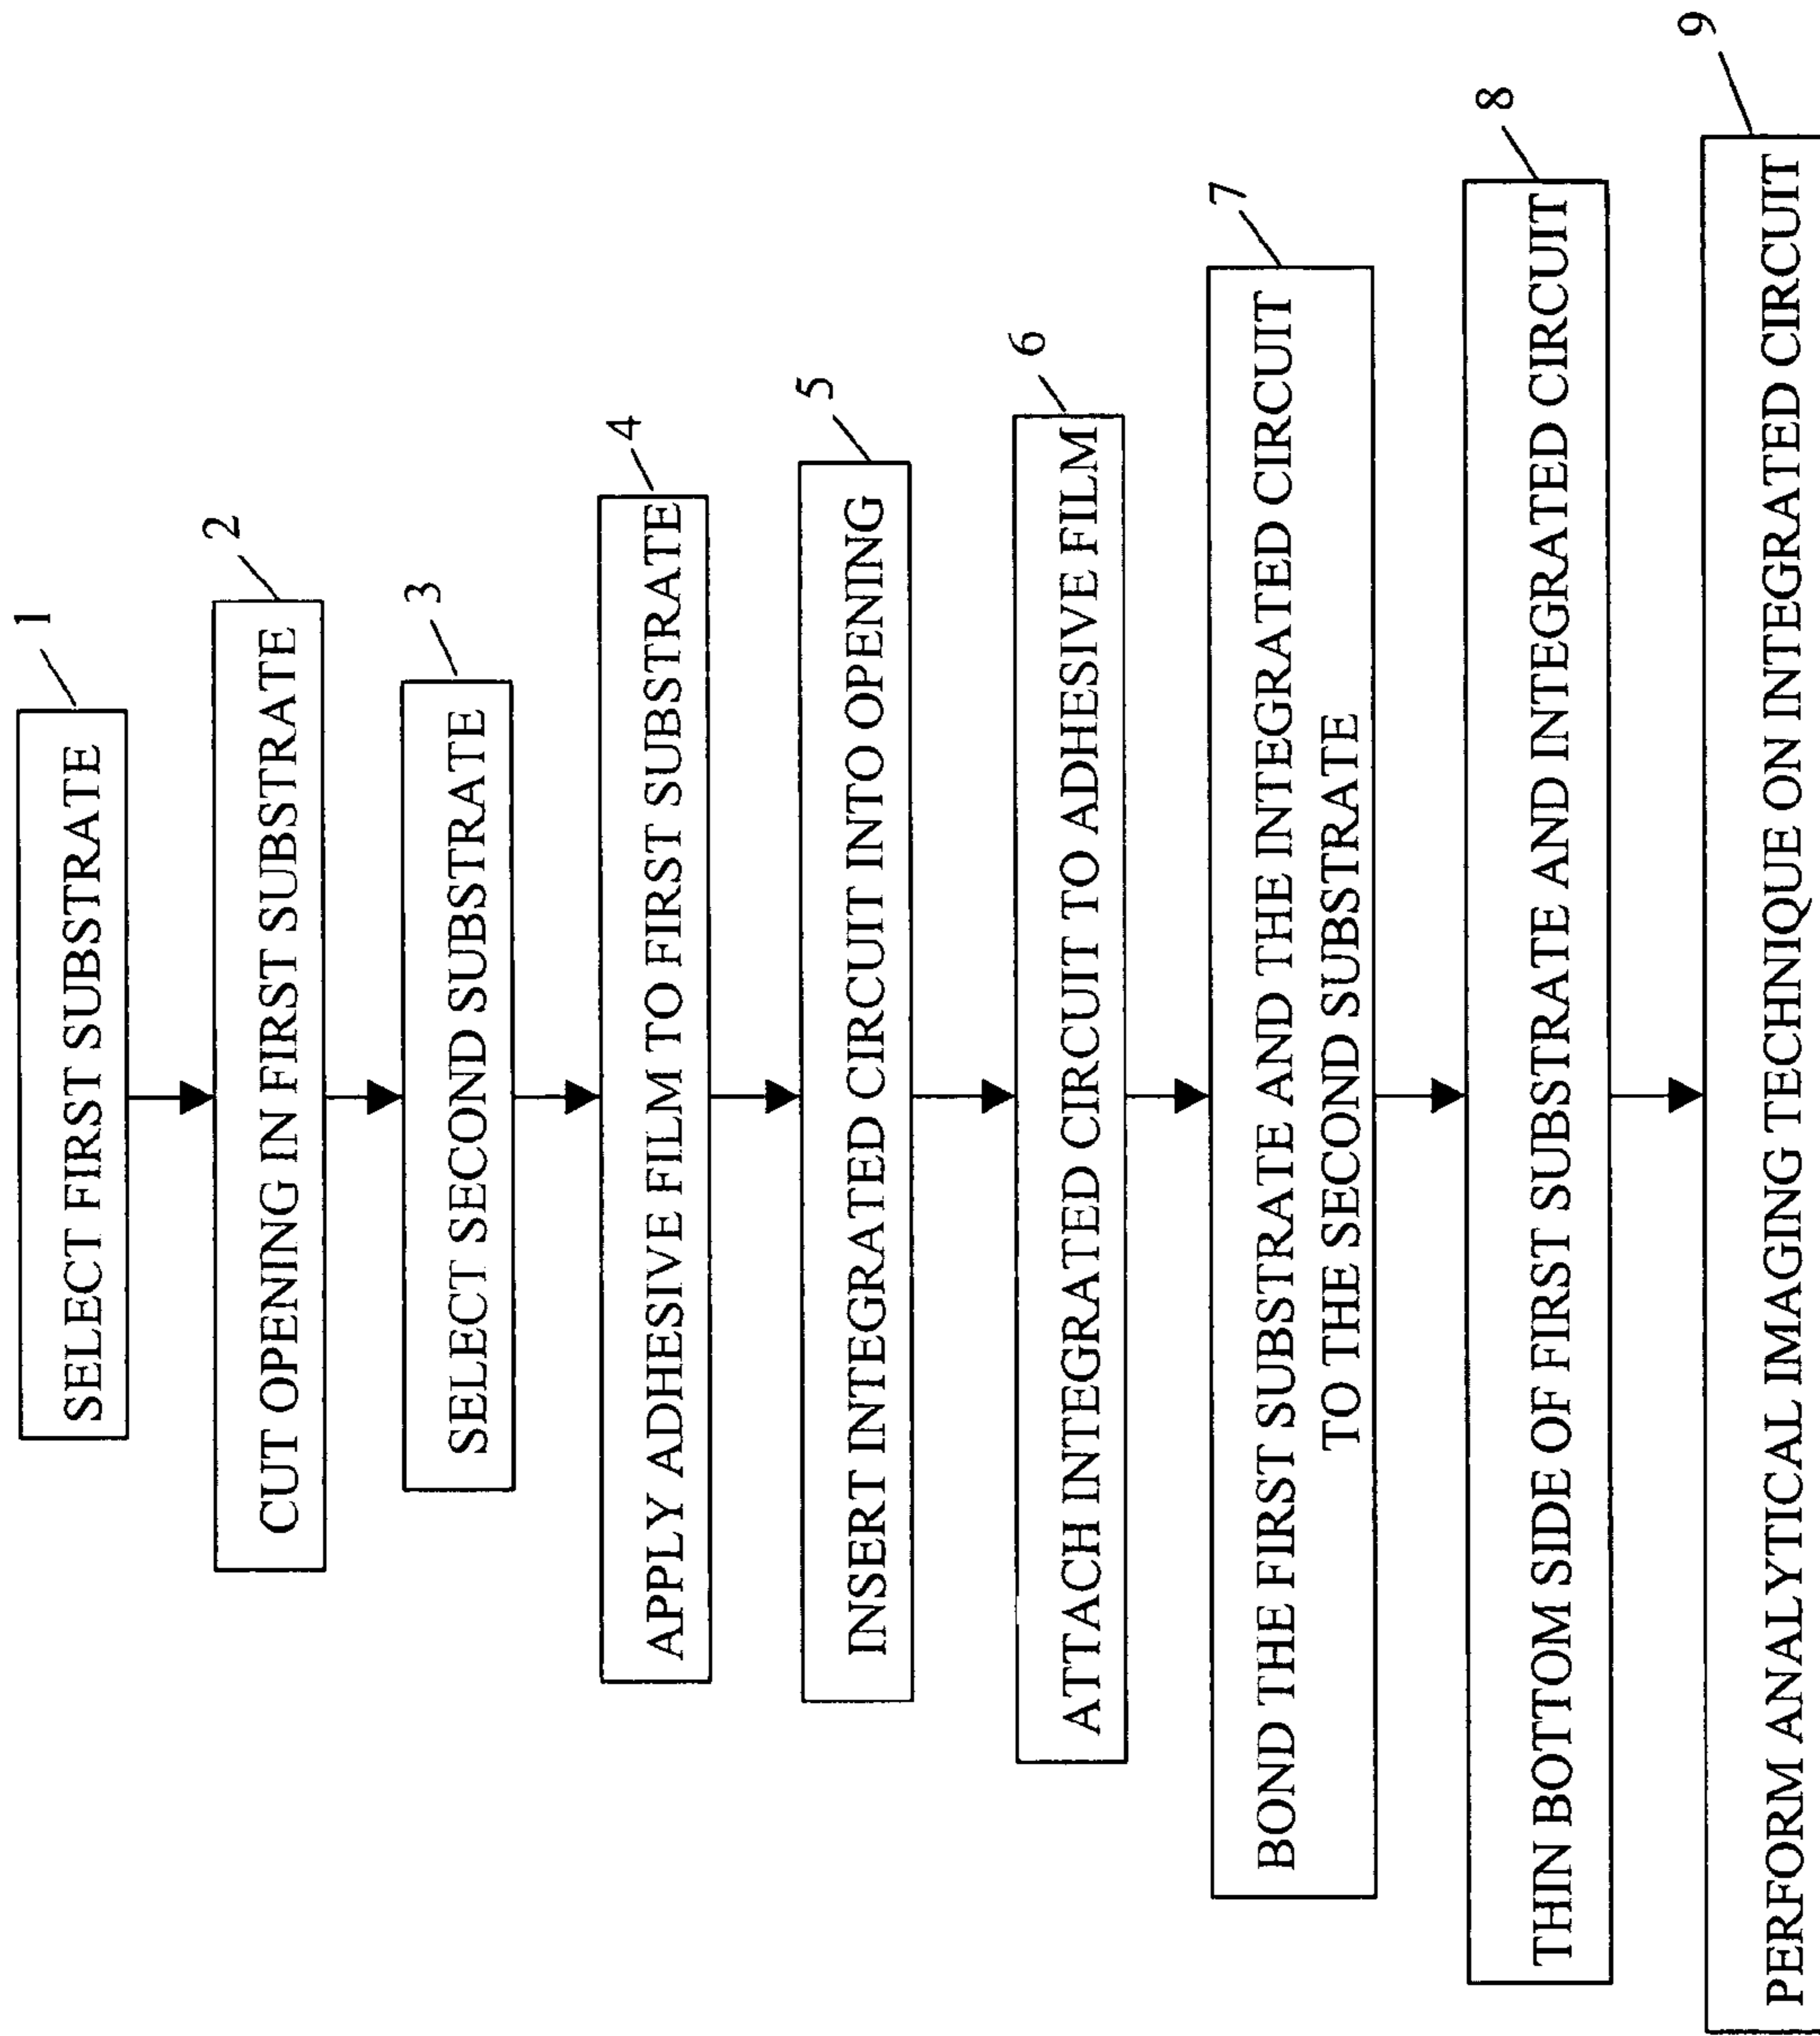 1
SELECT FIRST SUBSTRATE
2
CUT OPENING IN FIRST SUBSTRATE
3
SELECT SECOND SUBSTRATE
4
APPLY ADHESIVE FILM TO FIRST SUBSTRATE
5
INSERT INTEGRATED CIRCUIT INTO OPENING
6
ATTACH INTEGRATED CIRCUIT TO ADHESIVE FILM
7
BOND THE FIRST SUBSTRATE AND THE INTEGRATED CIRCUIT
TO THE SECOND SUBSTRATE
8
THIN BOTTOM SIDE OF FIRST SUBSTRATE AND INTEGRATED CIRCUIT
9
PERFORM ANALYTICAL IMAGING TECHNIQUE ON INTEGRATED CIRCUIT